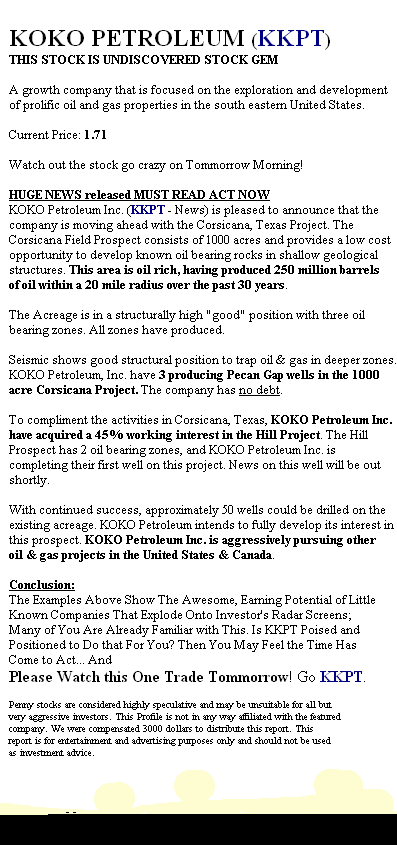 KOKO PETROLEUM (KKPT)
THIS STOCK IS UNDISCOVERED STOCK GEM
A growth company that is focused on the exploration and development
of prolific oil and gas properties in the south eastern United States.
Current Price: 1.71
Watch out the stock go crazy on Tommorrow Morning!
HUGE NEWS released MUST READ ACT NOW
KOKO Petroleum Inc. (KKPT - News) is pleased to announce that the
company is moving ahead with the Corsicana, Texas Project. The
Corsicana Field Prospect consists of 1000 acres and provides a low cost
opportunity to develop known oil bearing rocks in shallow geological
structures. This area is oil rich, having produced 250 million barrels
of oil within a 20 mile radius over the past 30 years.
The Acreage is in a structurally high "good" position with three oil
bearing zones. All zones have produced.
Seismic shows good structural position to trap oil & gas in deeper zones.
KOKO Petroleum, Inc. have 3 producing Pecan Gap wells in the 1000
acre Corsicana Project. The company has no debt.
To compliment the activities in Corsicana, Texas, KOKO Petroleum Inc.
have acquired a 45% working interest in the Hill Project. The Hill
Prospect has 2 oil bearing zones, and KOKO Petroleum Inc. is
completing their first well on this project. News on this well will be out
shortly.
With continued success, approximately 50 wells could be drilled on the
existing acreage. KOKO Petroleum intends to fully develop its interest in
this prospect. KOKO Petroleum Inc. is aggressively pursuing other
oil & gas projects in the United States & Canada.
Conclusion:
The Examples Above Show The Awesome, Earning Potential of Little
Known Companies That Explode Onto Investor's Radar Screens;
Many of You Are Already Familiar with This. Is KKPT Poised and
Positioned to Do that For You? Then You May Feel the Time Has
Come to Act... And
Please Watch this One Trade Tommorrow! Go KKPT.
Penny stocks are considered highly speculative and may be unsuitable for all but
very aggressive investors. This Profile is not in any way affiliated with the featured
company. We were compensated 3000 dollars to distribute this report. This
report is for entertainment and advertising purposes only and should not be used
as investment advice.